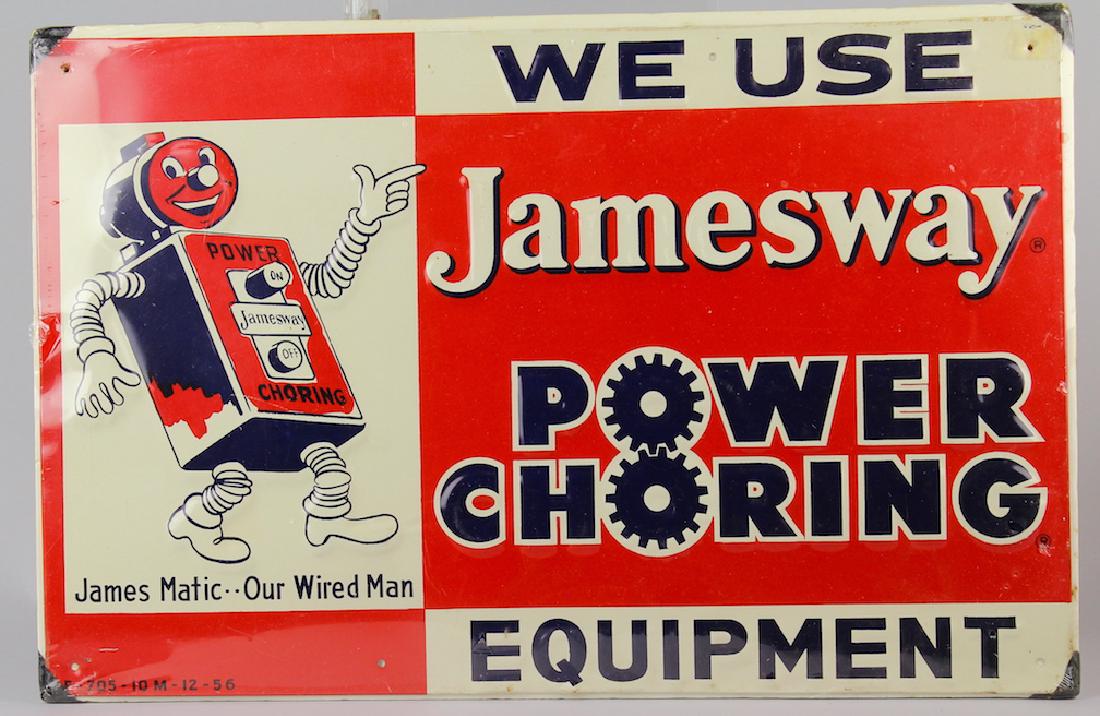 WE USE
Jamesway ®
POWER
CHORING ®
EQUIPMENT
POWER
ON
Jamesway
OFF
CHORING
James Matic··Our Wired Man
705-10 M-12-56